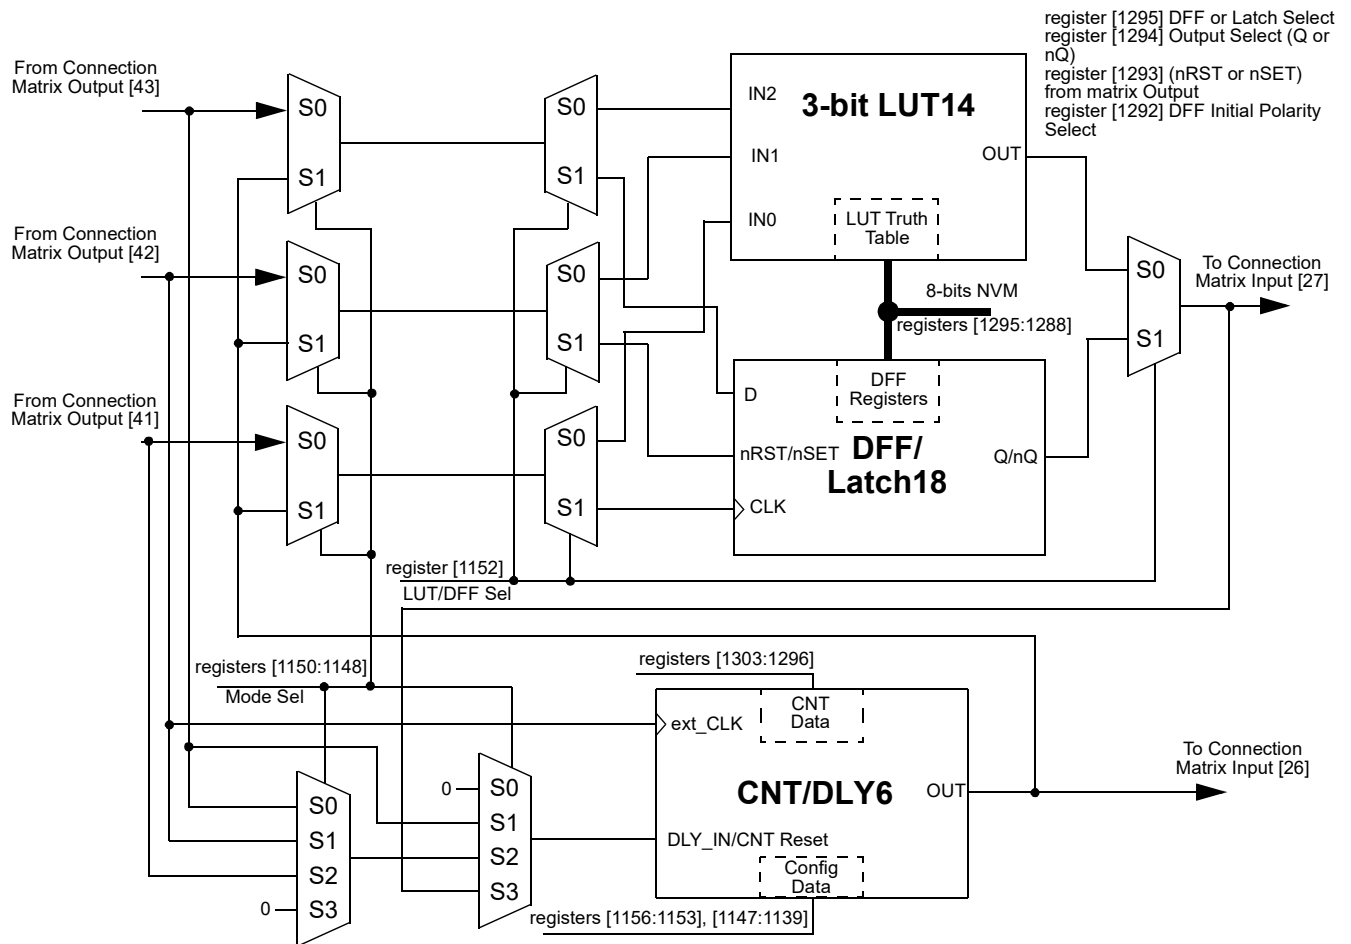 register [1295] DFF or Latch Select
register [1294] Output Select (Q or
nQ)
register [1293] (nRST or nSET)
from matrix Output
register [1292] DFF Initial Polarity
Select
From Connection
Matrix Output [43]
S0
S1
S0
S1
IN2
IN1
IN0
3-bit LUT14
OUT
LUT Truth
Table
From Connection
Matrix Output [42]
S0
S1
S0
S1
8-bits NVM
registers [1295:1288]
S0
S1
To Connection
Matrix Input [27]
From Connection
Matrix Output [41]
S0
S1
S0
S1
D
nRST/nSET
CLK
DFF
Registers
DFF/
Latch18
Q/nQ
register [1152]
LUT/DFF Sel
registers [1150:1148]
Mode Sel
registers [1303:1296]
ext_CLK
CNT
Data
CNT/DLY6
OUT
To Connection
Matrix Input [26]
DLY_IN/CNT Reset
Config
Data
0
S0
S1
S2
S3
S0
S1
S2
S3
0
registers [1156:1153], [1147:1139]